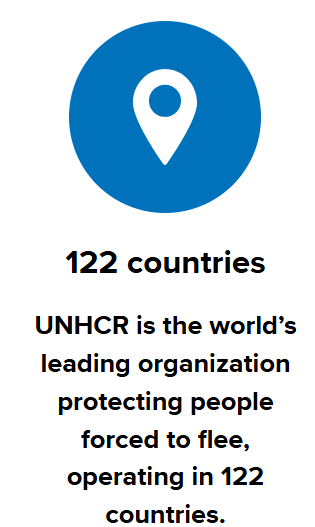 122 countries
UNHCR is the world’s
leading organization
protecting people
forced to flee,
operating in 122
countries.